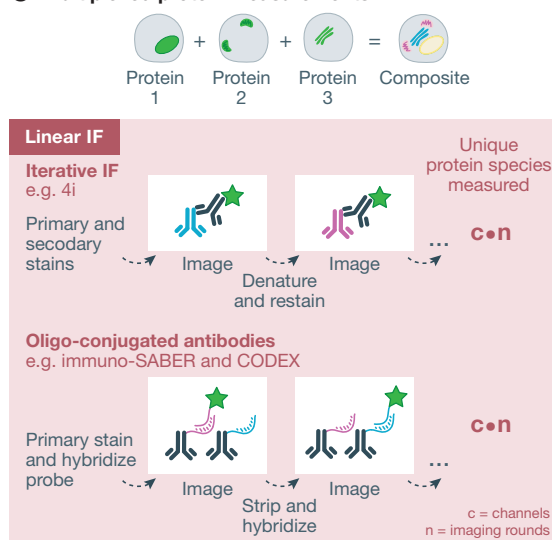 Protein
1
+
Protein
2
+
Protein
3
=
Composite
Linear IF
Iterative IF
e.g. 4i
Unique
protein species
measured
Primary and
secodary
stains
Image
Denature
and restain
Image
...
c•n
Oligo-conjugated antibodies
e.g. immuno-SABER and CODEX
Primary stain
and hybridize
probe
Image
Strip and
hybridize
Image
...
c•n
c = channels
n = imaging rounds